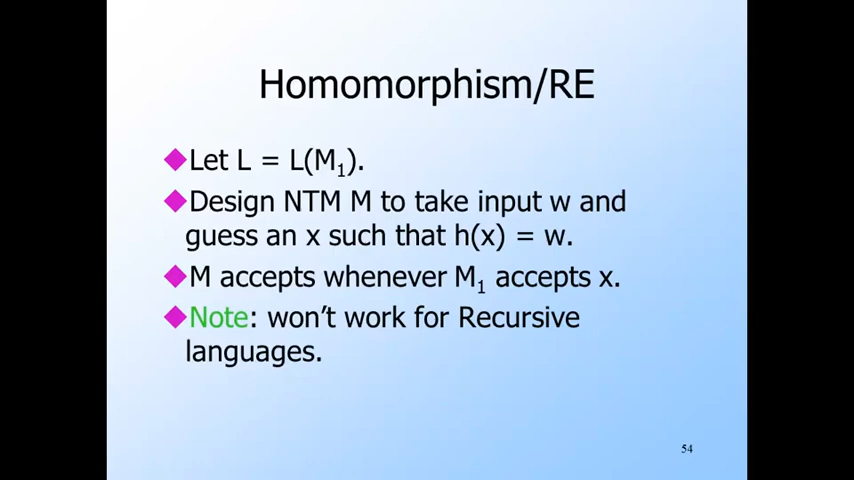 Homomorphism/RE
◆Let L = L(M₁).
◆Design NTM M to take input w and
guess an x such that h(x) = w.
◆M accepts whenever M₁ accepts x.
◆Note: won’t work for Recursive
languages.
54